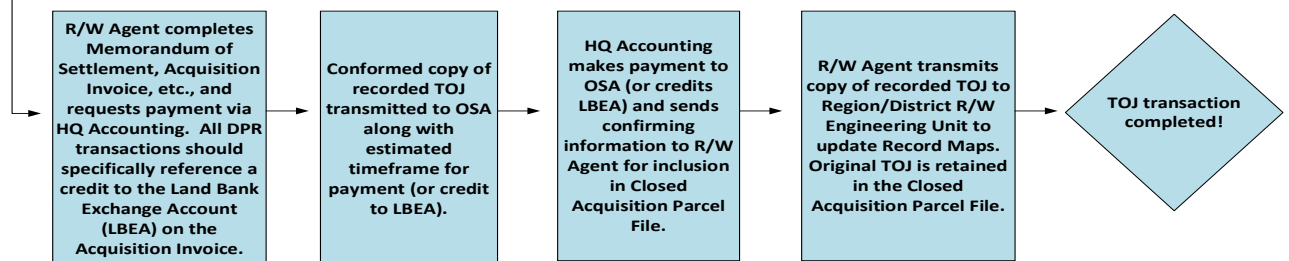 R/W Agent completes
Memorandum of
Settlement, Acquisition
Invoice, etc., and
requests payment via
HQ Accounting.  All DPR
transactions should
specifically reference a
credit to the Land Bank
Exchange Account
(LBEA) on the
Acquisition Invoice.
Conformed copy of
recorded TOJ
transmitted to OSA
along with
estimated
timeframe for
payment (or credit
to LBEA).
HQ Accounting
makes payment to
OSA (or credits
LBEA) and sends
confirming
information to R/W
Agent for inclusion
in Closed
Acquisition Parcel
File.
R/W Agent transmits
copy of recorded TOJ to
Region/District R/W
Engineering Unit to
update Record Maps.
Original TOJ is retained
in the Closed
Acquisition Parcel File.
TOJ transaction
completed!